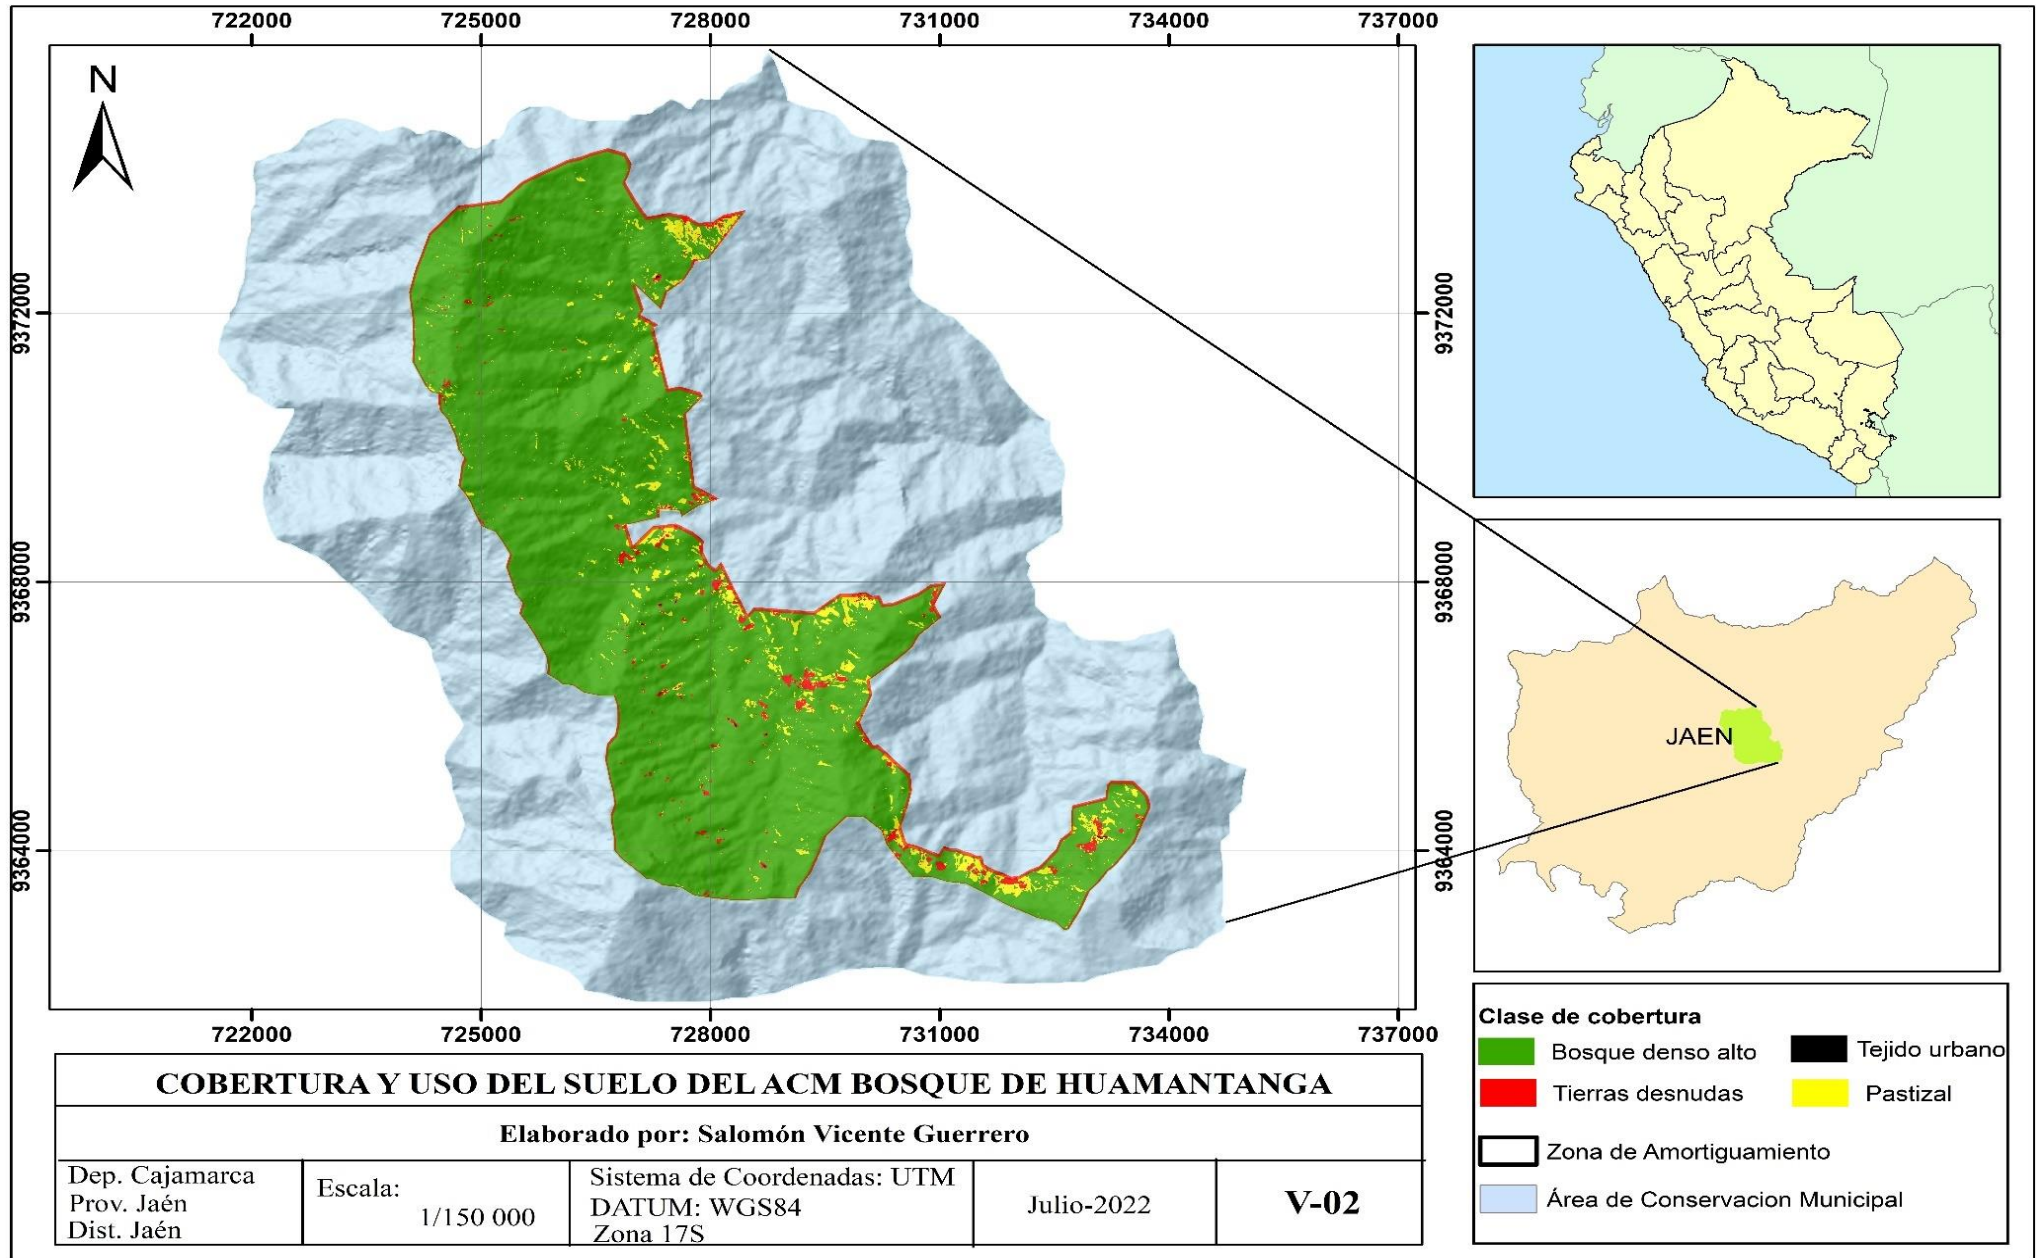 722000 725000 728000 731000 734000 737000
N
9372000 9372000
9368000 9368000
9364000 9364000
722000 725000 728000 731000 734000 737000
JAEN
COBERTURA Y USO DEL SUELO DEL ACM BOSQUE DE HUAMANTANGA
Elaborado por: Salomón Vicente Guerrero
Dep. Cajamarca
Prov. Jaén
Dist. Jaén
Escala:
1/150 000
Sistema de Coordenadas: UTM
DATUM: WGS84
Zona 17S
Julio-2022
V-02
Clase de cobertura
Bosque denso alto
Tejido urbano
Tierras desnudas
Pastizal
Zona de Amortiguamiento
Área de Conservacion Municipal